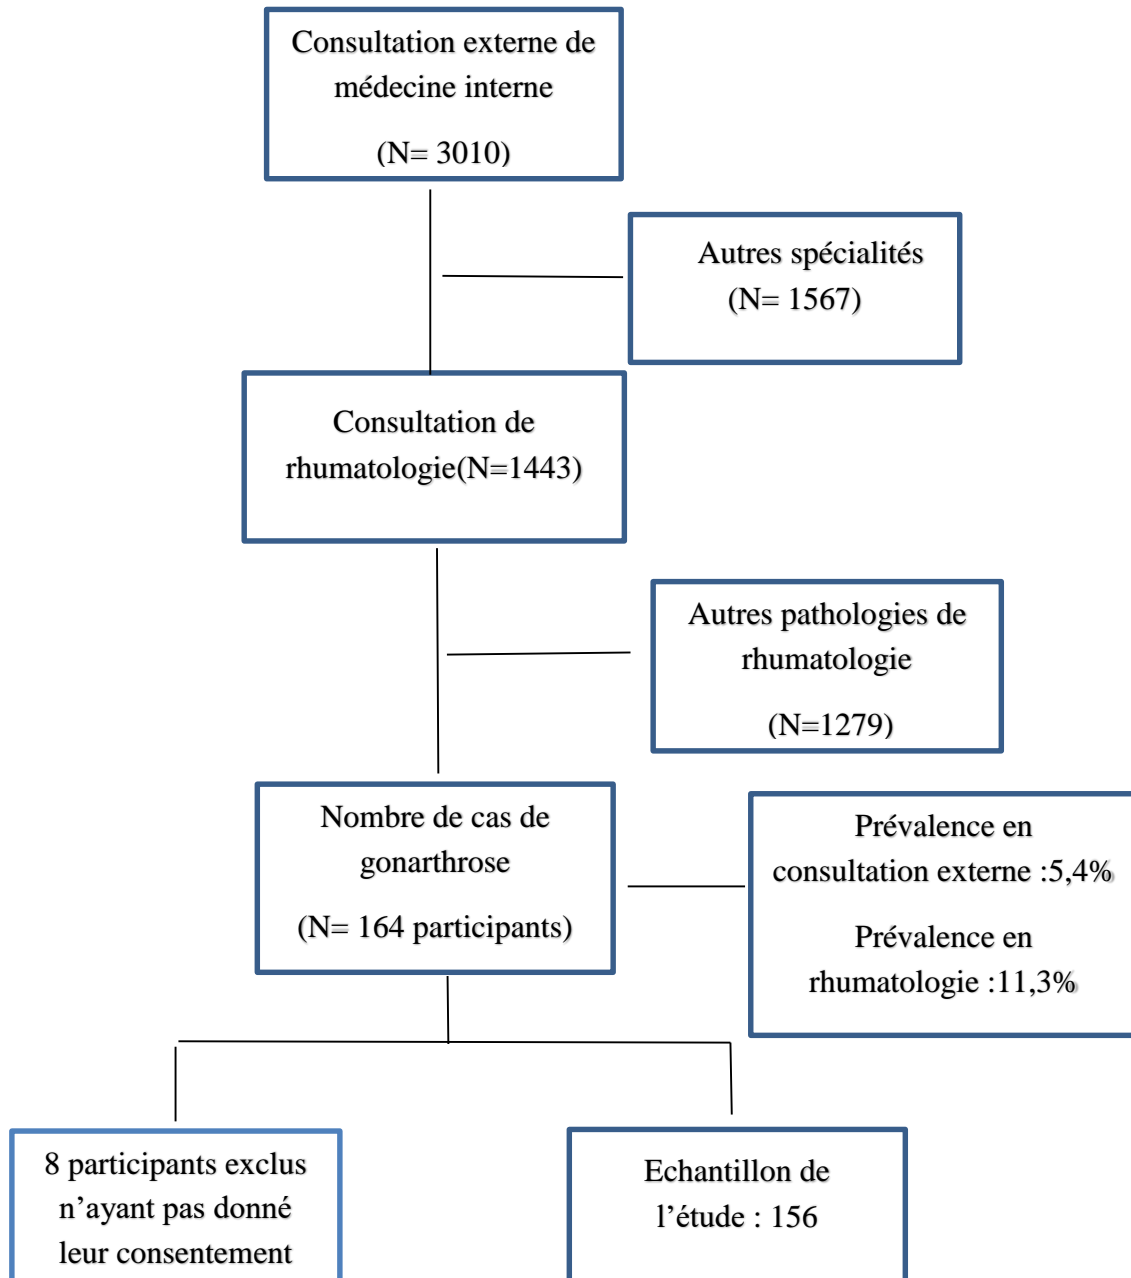 Consultation externe de
médecine interne
(N= 3010)
Autres spécialités
(N= 1567)
Consultation de
rhumatologie(N=1443)
Autres pathologies de
rhumatologie
(N=1279)
Nombre de cas de
gonarthrose
(N= 164 participants)
Prévalence en
consultation externe :5,4%
Prévalence en
rhumatologie :11,3%
8 participants exclus
n’ayant pas donné
leur consentement
Echantillon de
l’étude : 156